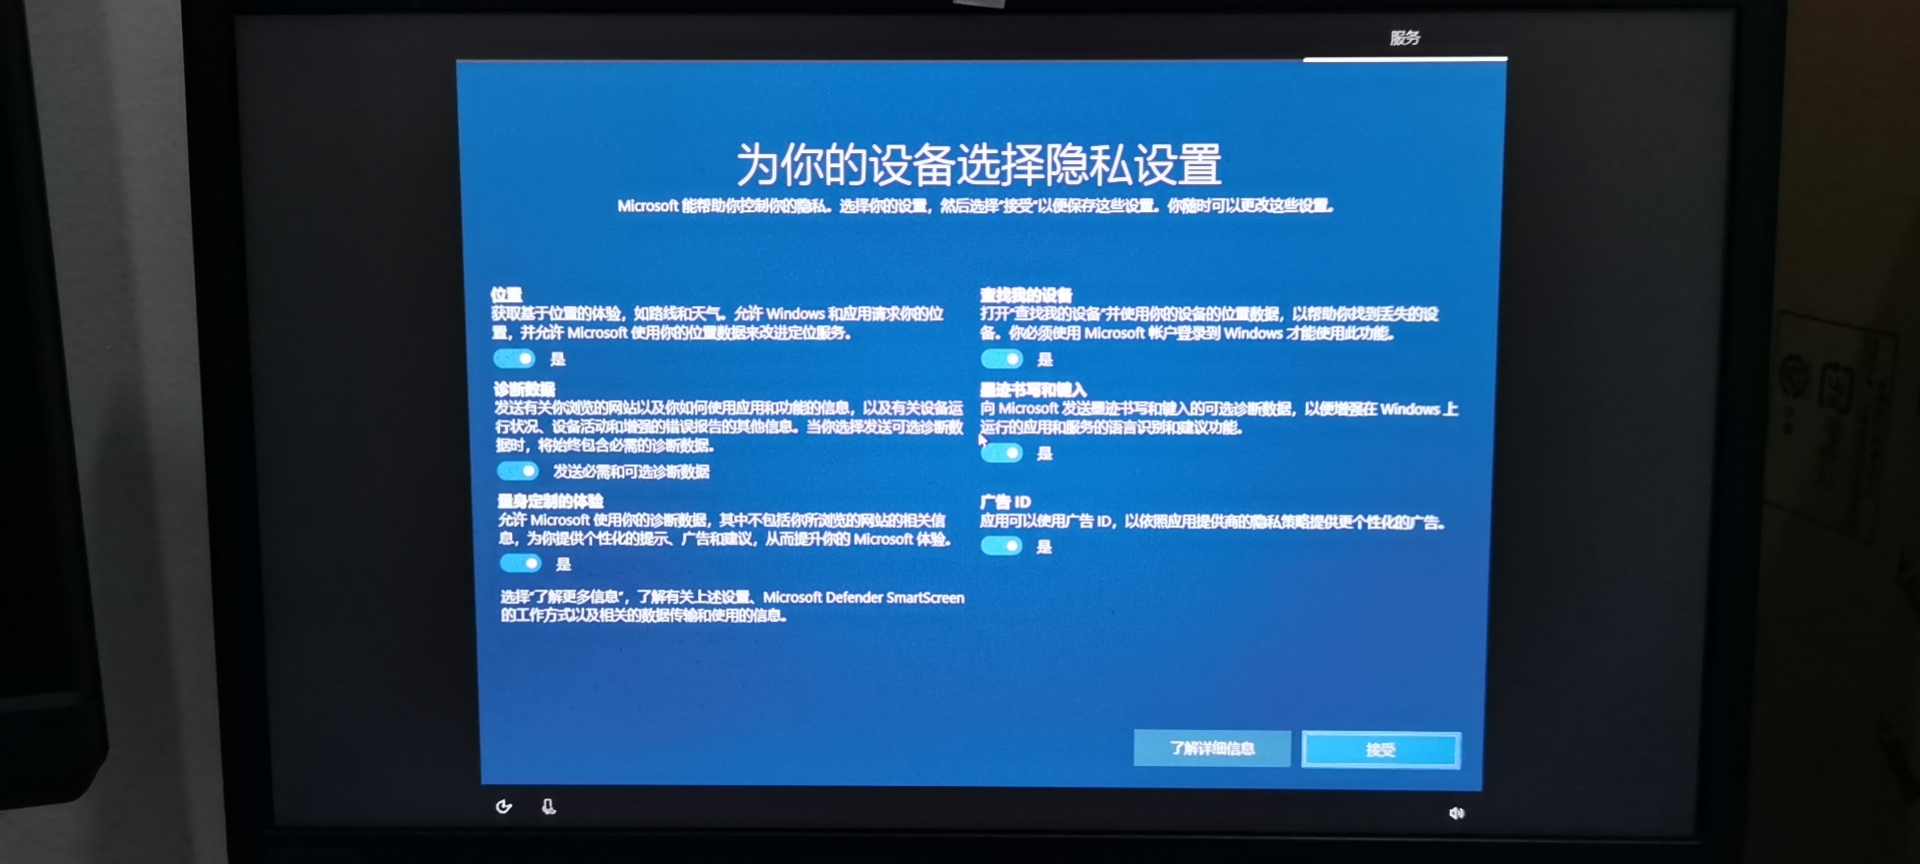 服务
为你的设备选择隐私设置
Microsoft 能帮助你控制你的隐私。选择你的设置，然后选择"接受"以便保存这些设置。你随时可以更改这些设置。
位置
获取基于位置的体验，如路线和天气。允许 Windows 和应用请求你的位
置，并允许 Microsoft 使用你的位置数据来改进定位服务。
是
诊断数据
发送有关你浏览的网站以及你如何使用应用和功能的信息，以及有关设备运
行状况、设备活动和增强的错误报告的其他信息。当你选择发送可选诊断数
据时，将始终包含必需的诊断数据。
发送必需和可选诊断数据
量身定制的体验
允许 Microsoft 使用你的诊断数据，其中不包括你所浏览的网站的相关信
息，为你提供个性化的提示、广告和建议，从而提升你的 Microsoft 体验。
是
选择"了解更多信息"，了解有关上述设置、Microsoft Defender SmartScreen
的工作方式以及相关的数据传输和使用的信息。
查找我的设备
打开"查找我的设备"并使用你的设备的位置数据，以帮助你找到丢失的设
备。你必须使用 Microsoft 帐户登录到 Windows 才能使用此功能。
是
墨迹书写和键入
向 Microsoft 发送墨迹书写和键入的可选诊断数据，以便增强在 Windows 上
运行的应用和服务的语言识别和建议功能。
是
广告 ID
应用可以使用广告 ID，以依照应用提供商的隐私策略提供更个性化的广告。
是
了解详细信息
接受